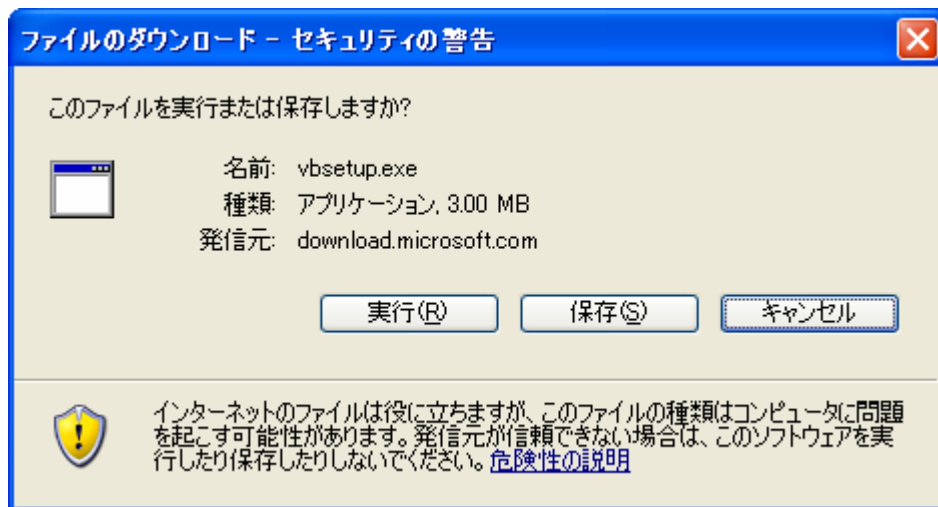 ファイルのダウンロード - セキュリティの警告
このファイルを実行または保存しますか?
名前: vbsetup.exe
種類: アプリケーション, 3.00 MB
発信元: download.microsoft.com
実行(R) 保存(S) キャンセル
インターネットのファイルは役に立ちますが、このファイルの種類はコンピュータに問題
を起こす可能性があります。発信元が信頼できない場合は、このソフトウェアを実
行したり保存したりしないでください。危険性の説明